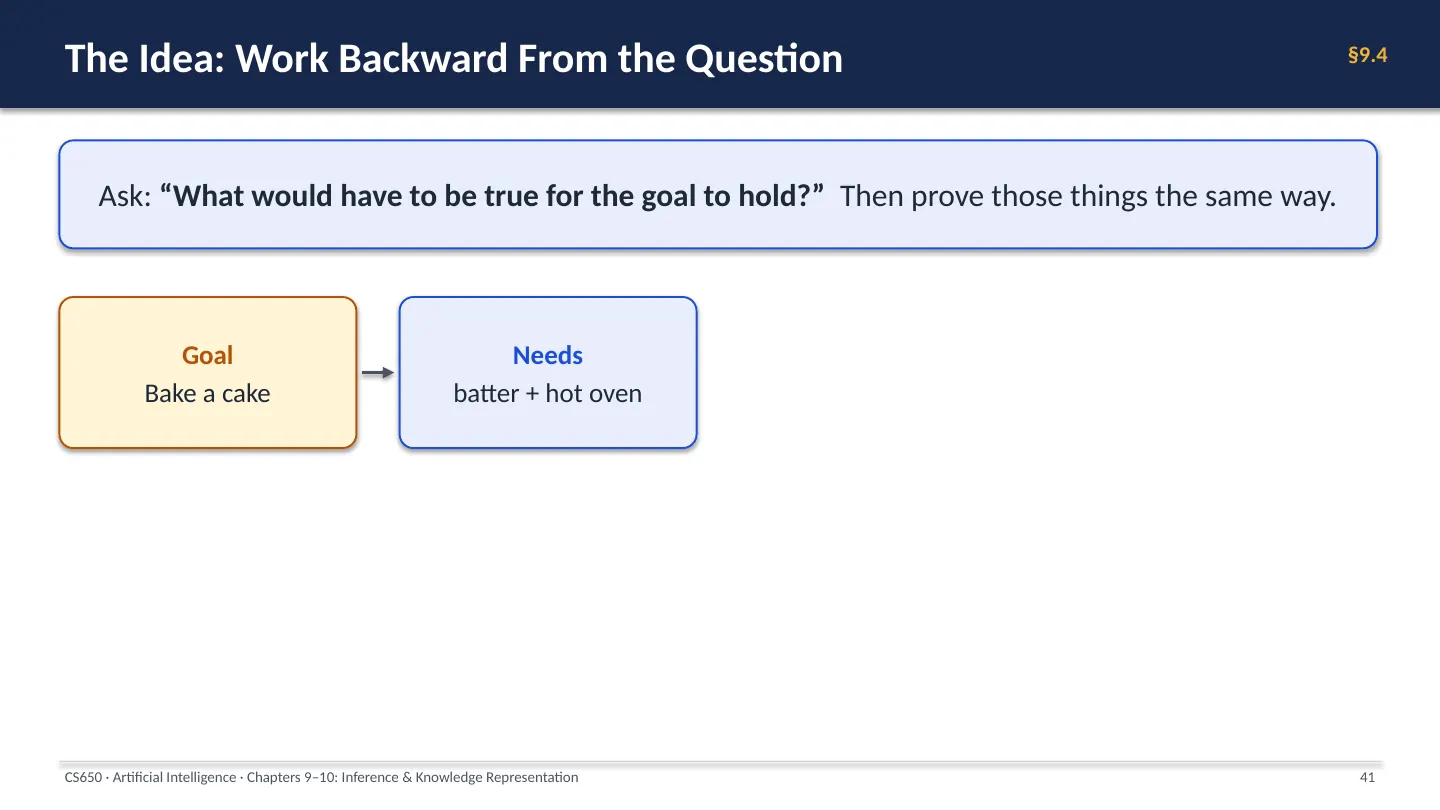 The Idea: Work Backward From the Question
§9.4
Ask: “What would have to be true for the goal to hold?” Then prove those things the same way.
Goal
Bake a cake
Needs
batter + hot oven
CS650 · Artificial Intelligence · Chapters 9–10: Inference & Knowledge Representation
41